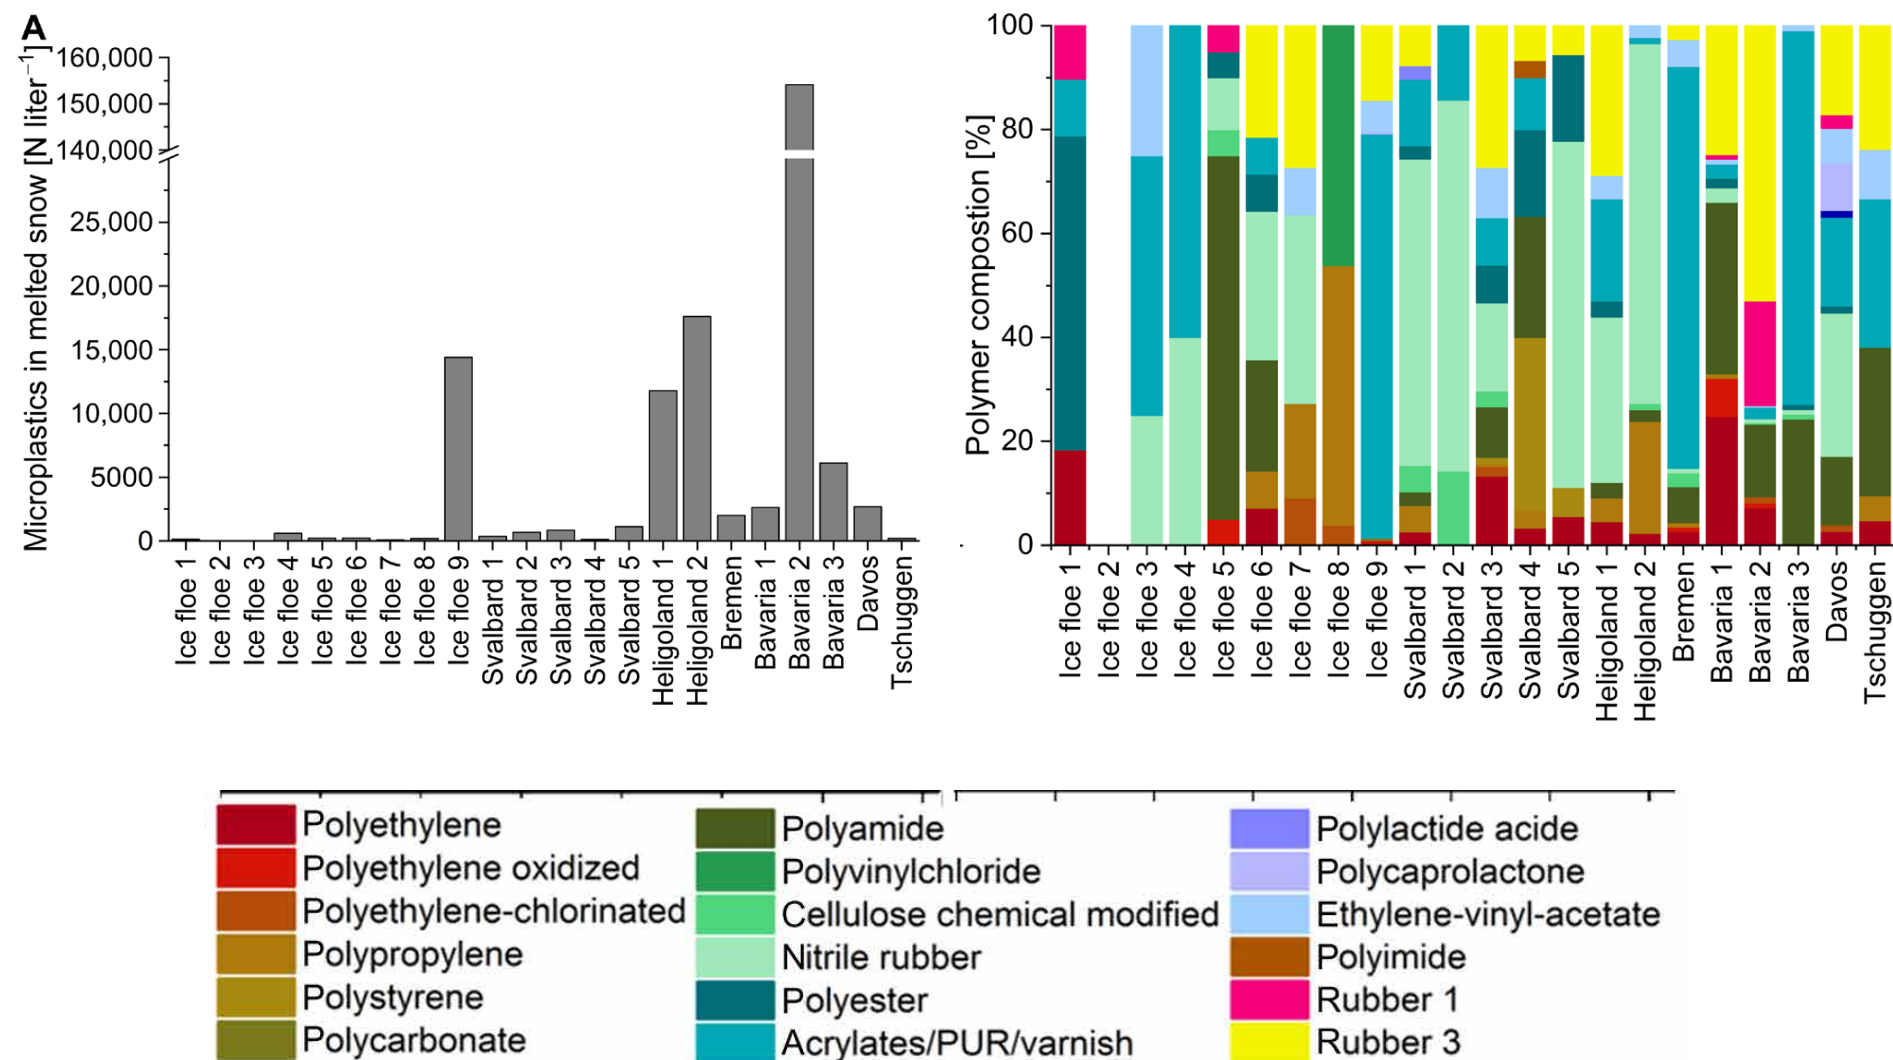 A
Microplastics in melted snow [N liter⁻¹]
160,000
150,000
140,000
25,000
20,000
15,000
10,000
5000
0
Ice floe 1
Ice floe 2
Ice floe 3
Ice floe 4
Ice floe 5
Ice floe 6
Ice floe 7
Ice floe 8
Ice floe 9
Svalbard 1
Svalbard 2
Svalbard 3
Svalbard 4
Svalbard 5
Heligoland 1
Heligoland 2
Bremen
Bavaria 1
Bavaria 2
Bavaria 3
Davos
Tschuggen
Polymer compostion [%]
100
80
60
40
20
0
Ice floe 1
Ice floe 2
Ice floe 3
Ice floe 4
Ice floe 5
Ice floe 6
Ice floe 7
Ice floe 8
Ice floe 9
Svalbard 1
Svalbard 2
Svalbard 3
Svalbard 4
Svalbard 5
Heligoland 1
Heligoland 2
Bremen
Bavaria 1
Bavaria 2
Bavaria 3
Davos
Tschuggen
Polyethylene
Polyethylene oxidized
Polyethylene-chlorinated
Polypropylene
Polystyrene
Polycarbonate
Polyamide
Polyvinylchloride
Cellulose chemical modified
Nitrile rubber
Polyester
Acrylates/PUR/varnish
Polylactide acide
Polycaprolactone
Ethylene-vinyl-acetate
Polyimide
Rubber 1
Rubber 3